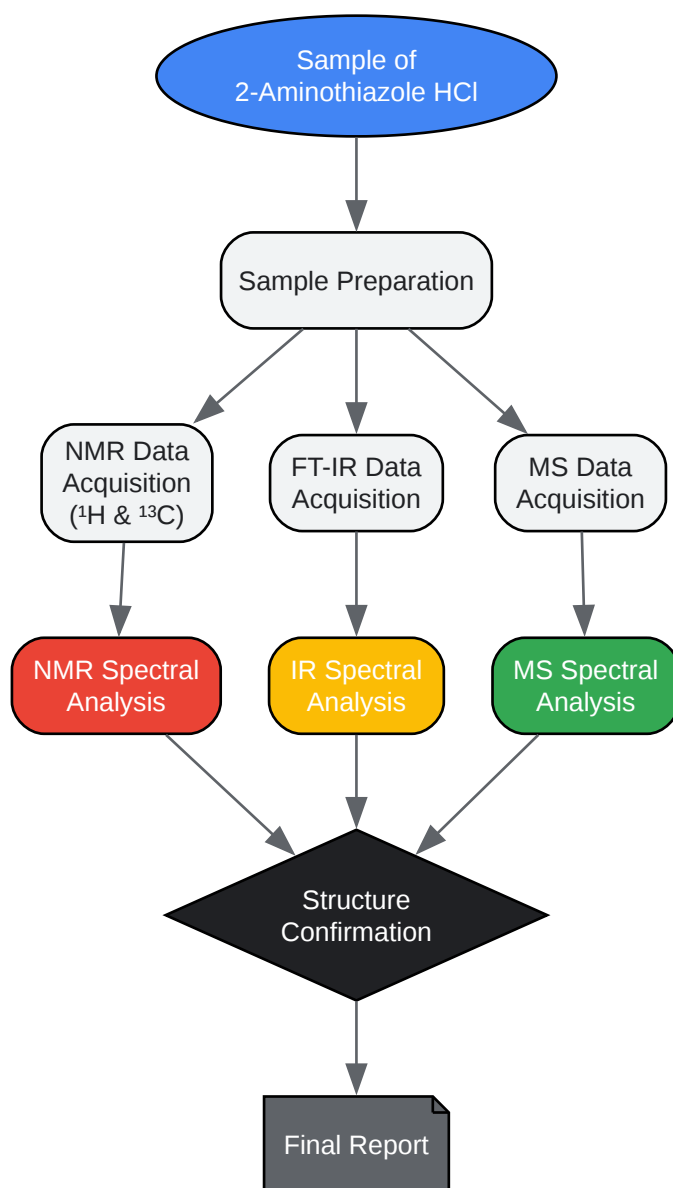 Sample of
2-Aminothiazole HCl
Sample Preparation
NMR Data
Acquisition
(¹H & ¹³C)
FT-IR Data
Acquisition
MS Data
Acquisition
NMR Spectral
Analysis
IR Spectral
Analysis
MS Spectral
Analysis
Structure
Confirmation
Final Report